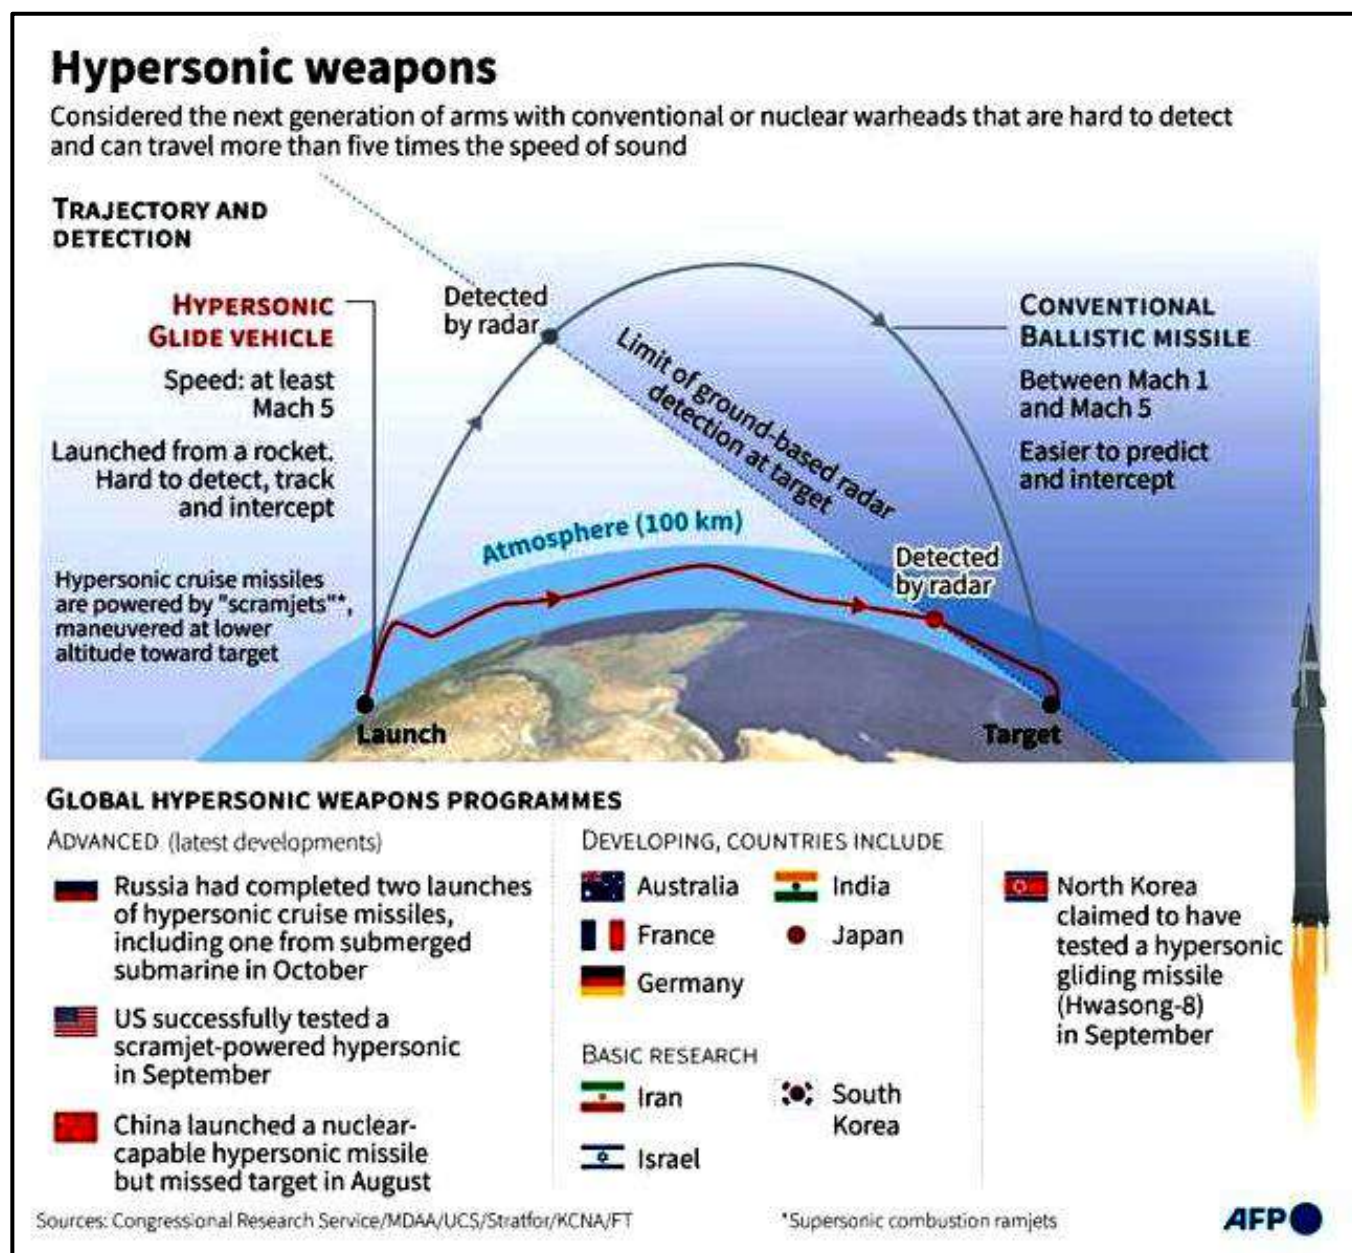 Hypersonic weapons
Considered the next generation of arms with conventional or nuclear warheads that are hard to detect
and can travel more than five times the speed of sound
TRAJECTORY AND
DETECTION
HYPERSONIC
GLIDE VEHICLE
Speed: at least
Mach 5
Launched from a rocket.
Hard to detect, track
and intercept
Hypersonic cruise missiles
are powered by "scramjets"*,
maneuvered at lower
altitude toward target
Detected
by radar
Limit of ground-based radar
detection at target
CONVENTIONAL
BALLISTIC MISSILE
Between Mach 1
and Mach 5
Easier to predict
and intercept
Atmosphere (100 km)
Detected
by radar
Launch
Target
GLOBAL HYPERSONIC WEAPONS PROGRAMMES
ADVANCED (latest developments)
Russia had completed two launches
of hypersonic cruise missiles,
including one from submerged
submarine in October
US successfully tested a
scramjet-powered hypersonic
in September
China launched a nuclear-
capable hypersonic missile
but missed target in August
DEVELOPING, COUNTRIES INCLUDE
Australia
India
France
Japan
Germany
BASIC RESEARCH
Iran
South
Korea
Israel
North Korea
claimed to have
tested a hypersonic
gliding missile
(Hwasong-8)
in September
Sources: Congressional Research Service/MDAA/UCS/Stratfor/KCNA/FT
*Supersonic combustion ramjets
AFP